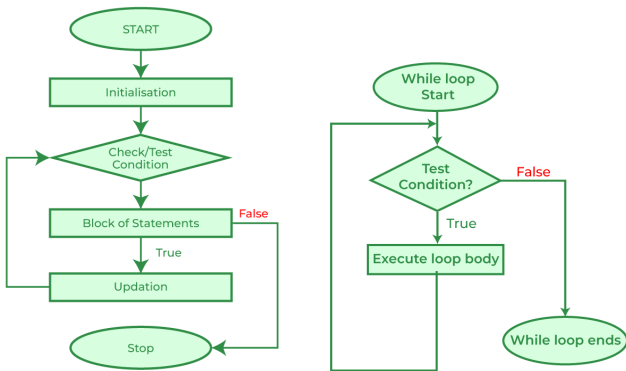 START
Initialisation
Check/Test
Condition
Block of Statements
False
True
Updation
Stop
While loop
Start
Test
Condition?
False
True
Execute loop body
While loop ends